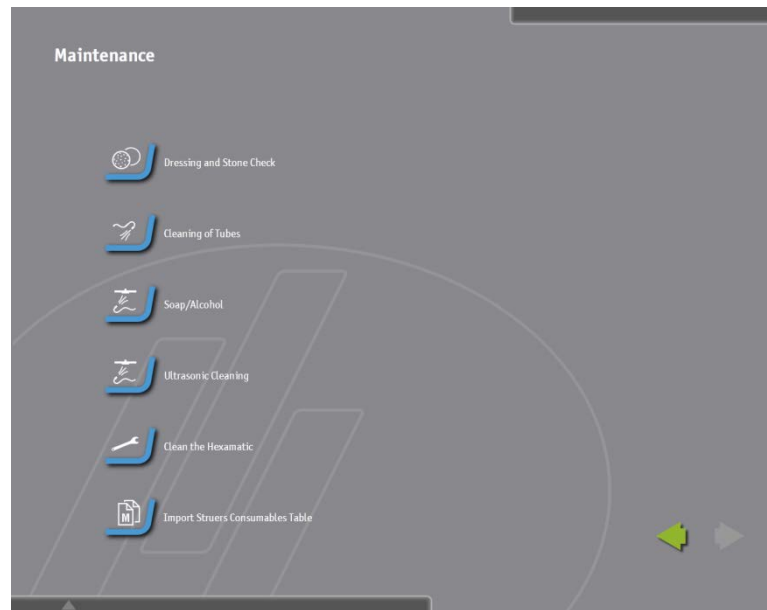 Maintenance
Dressing and Stone Check
Cleaning of Tubes
Soap/Alcohol
Ultrasonic Cleaning
Clean the Hexamatic
M
Import Struers Consumables Table